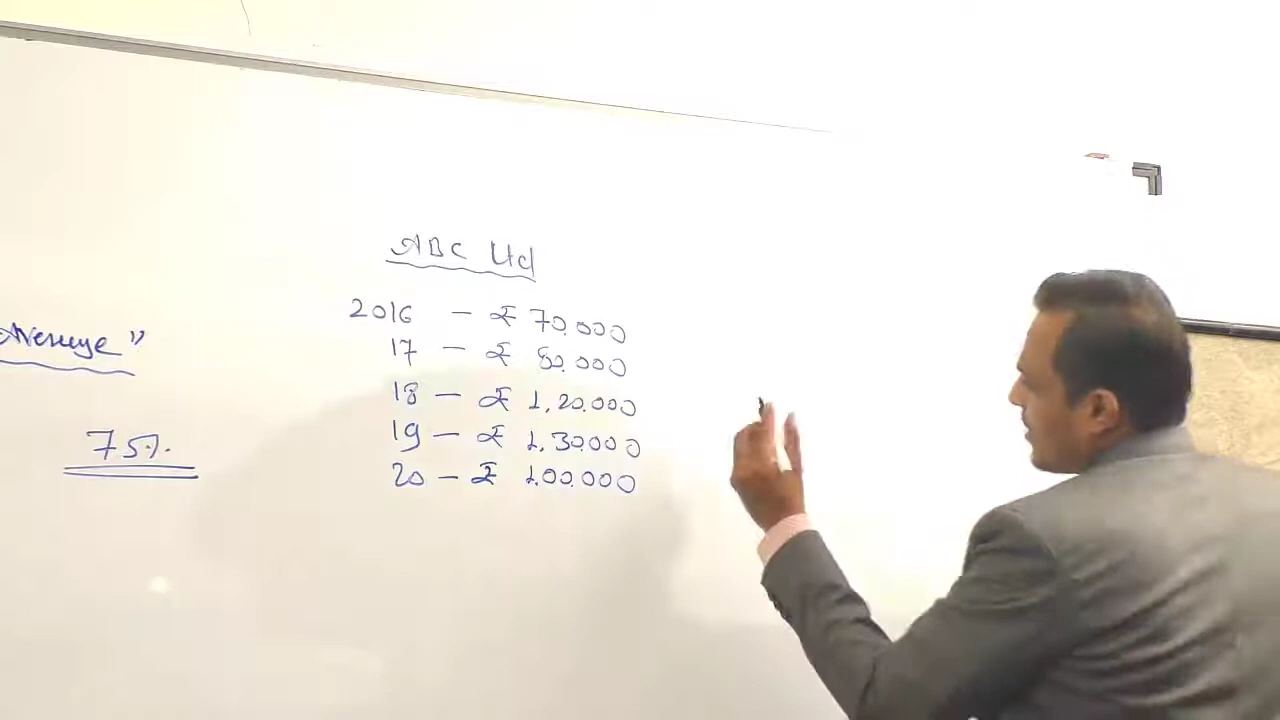 Average"
75%.
ABC Ltd
2016 - ₹ 70,000
17 - ₹ 80,000
18 - ₹ 1,20,000
19 - ₹ 1,30,000
20 - ₹ 1,00,000